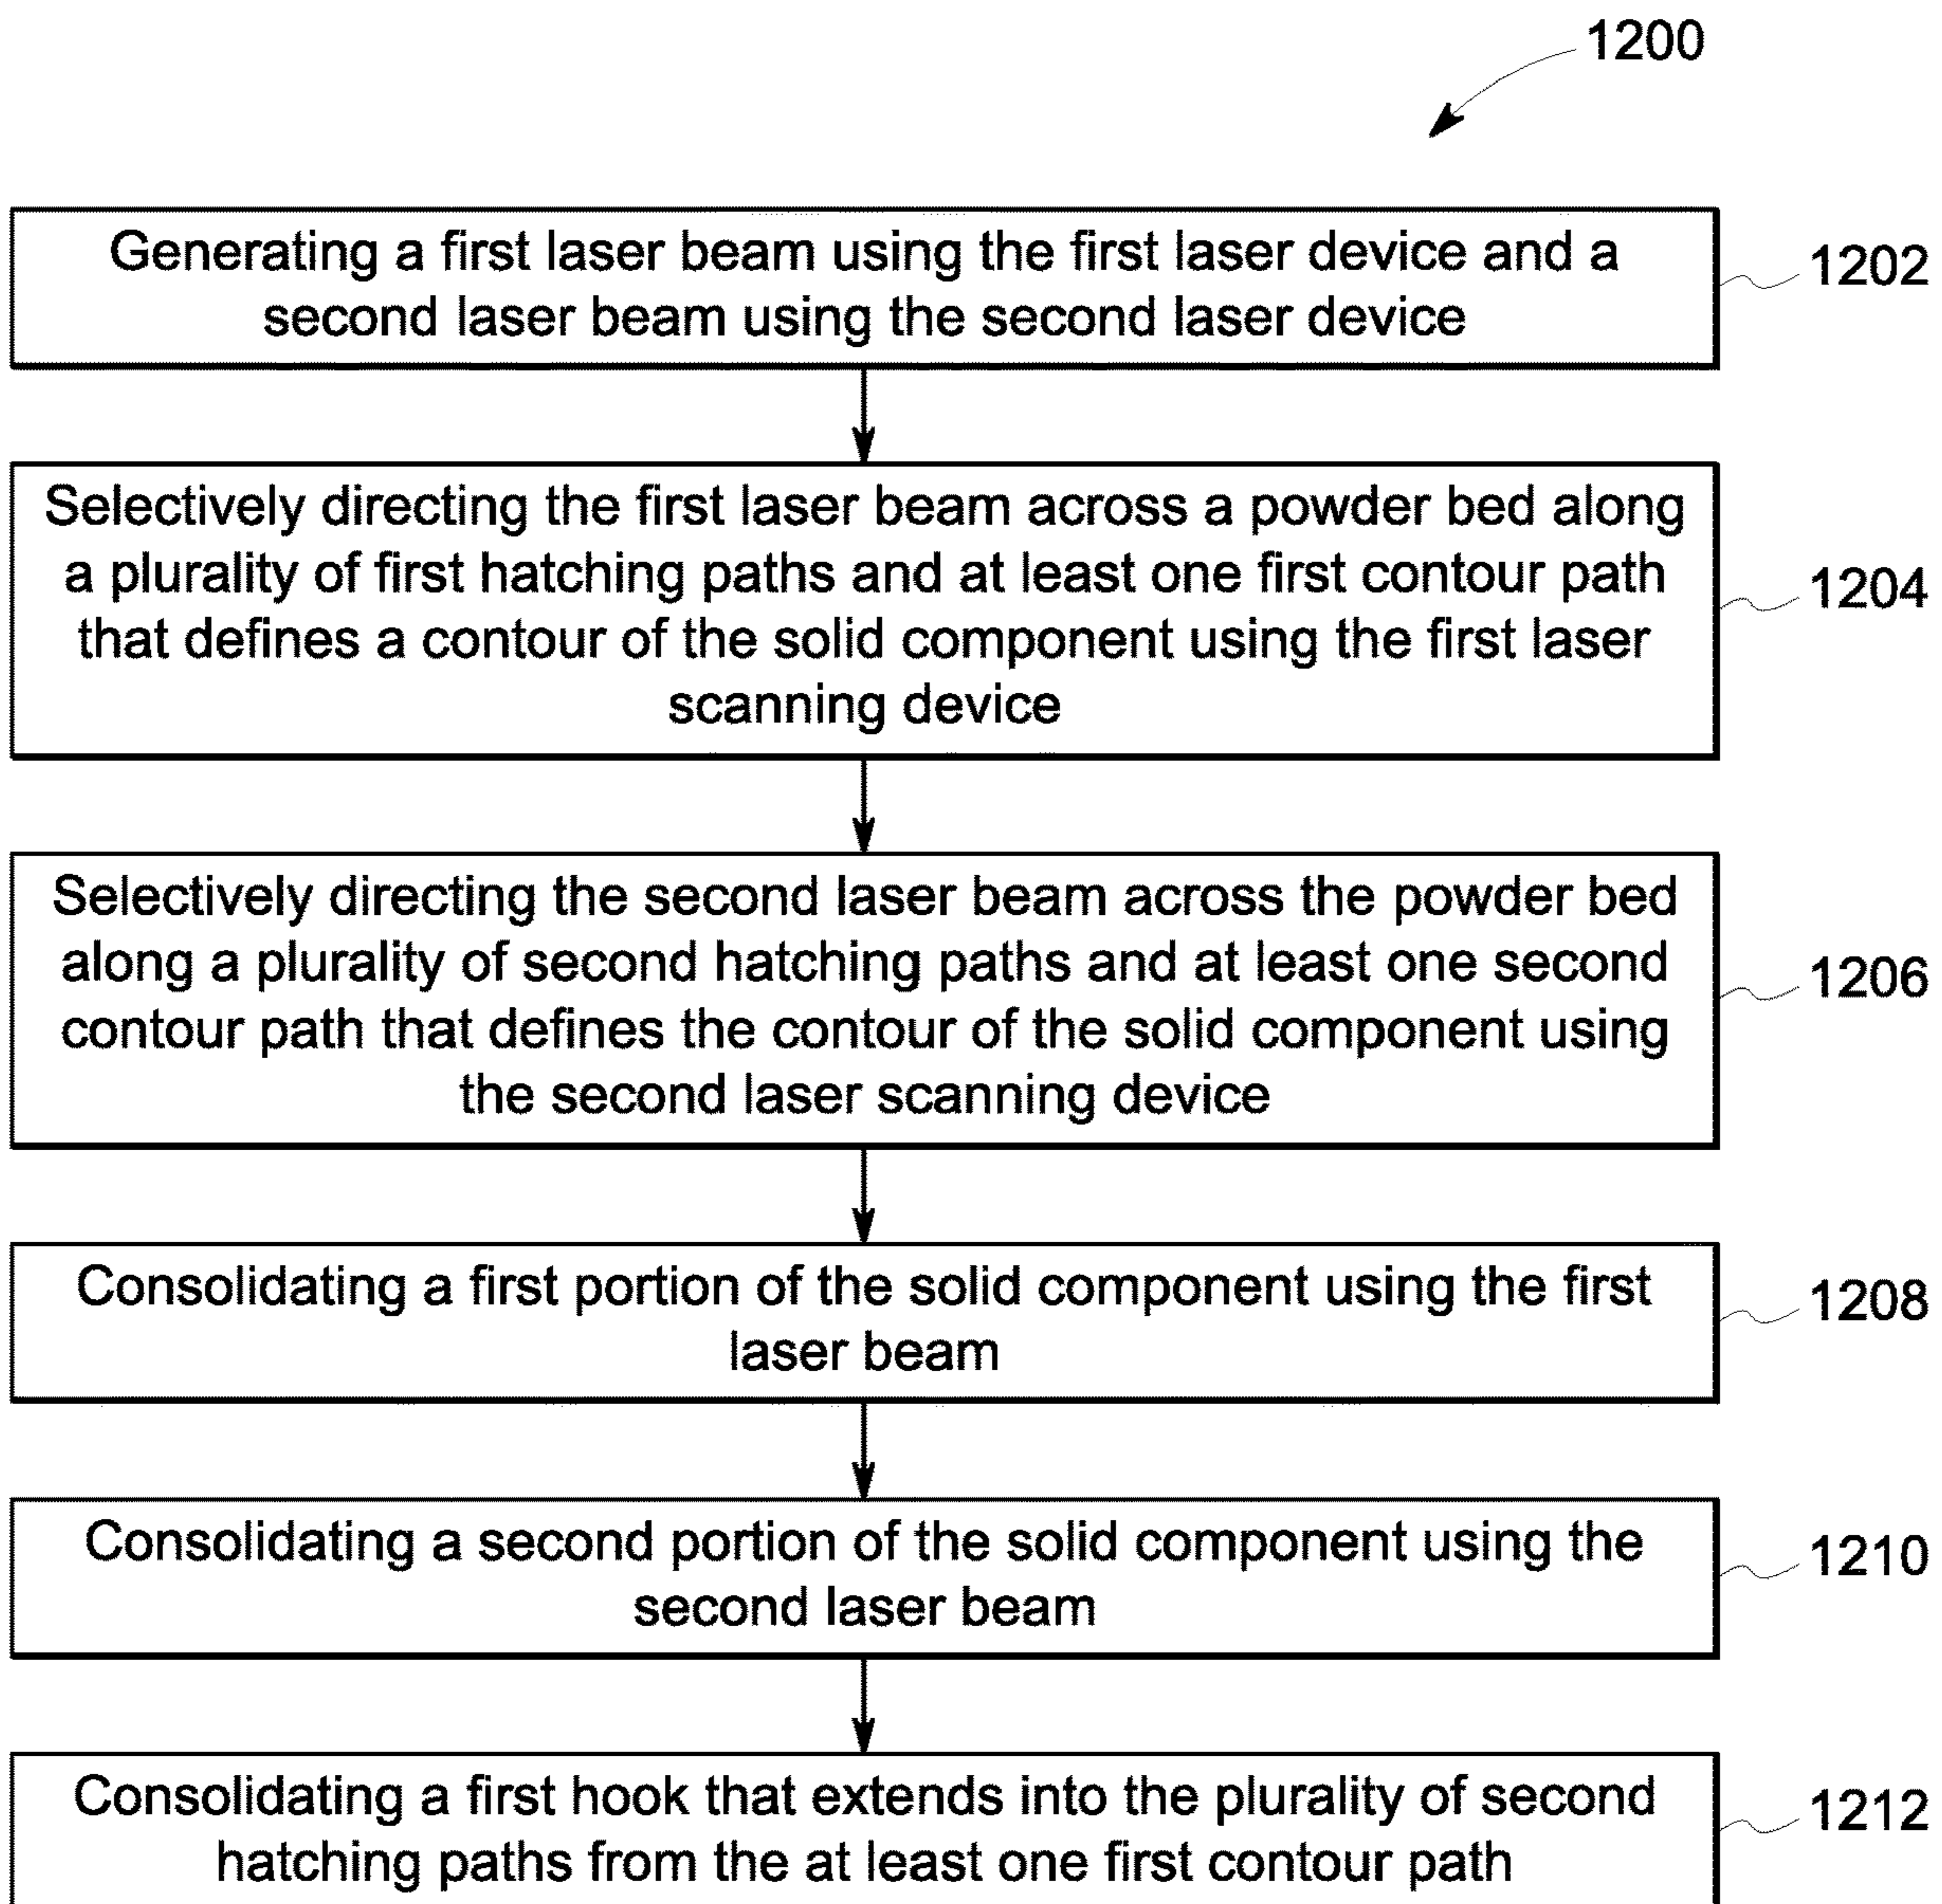 1200
Generating a first laser beam using the first laser device and a
second laser beam using the second laser device
1202
Selectively directing the first laser beam across a powder bed along
a plurality of first hatching paths and at least one first contour path
that defines a contour of the solid component using the first laser
scanning device
1204
Selectively directing the second laser beam across the powder bed
along a plurality of second hatching paths and at least one second
contour path that defines the contour of the solid component using
the second laser scanning device
1206
Consolidating a first portion of the solid component using the first
laser beam
1208
Consolidating a second portion of the solid component using the
second laser beam
1210
Consolidating a first hook that extends into the plurality of second
hatching paths from the at least one first contour path
1212